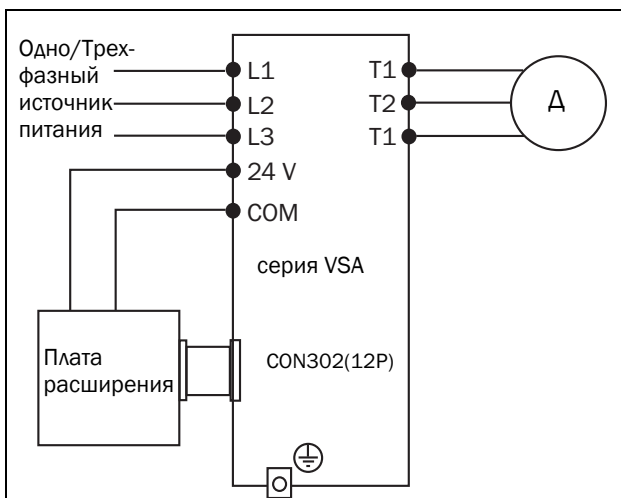 Одно/Трех-
фазный
источник
питания
L1
L2
L3
24 V
COM
T1
T2
T1
Д
серия VSA
CON302(12P)
Плата
расширения